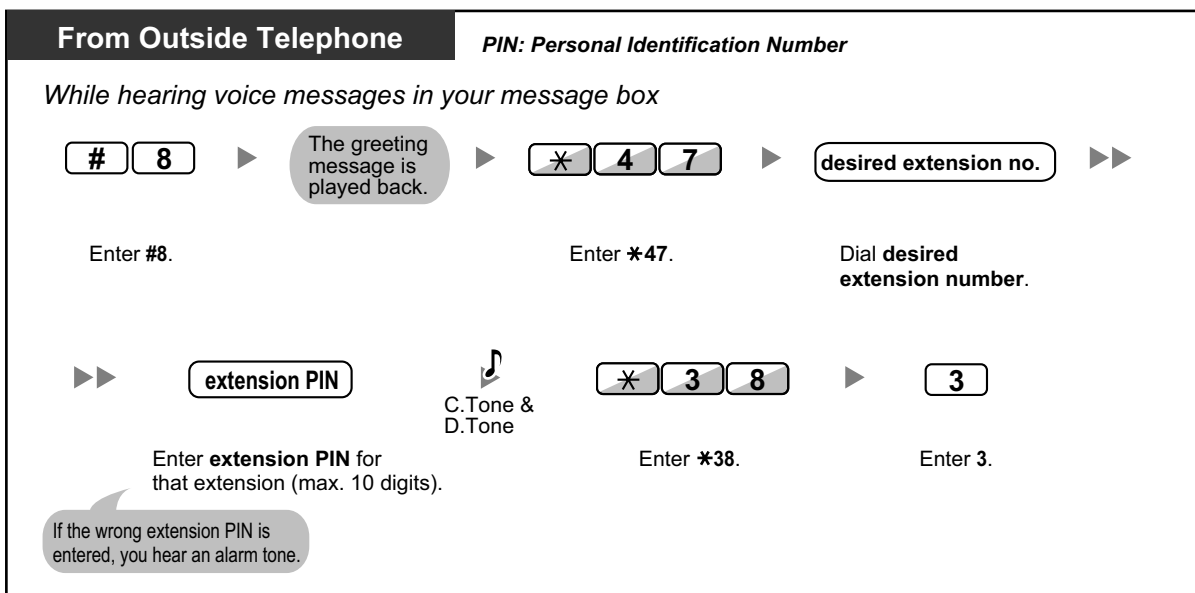 From Outside Telephone
PIN: Personal Identification Number
While hearing voice messages in your message box
# 8
The greeting
message is
played back.
* 4 7
desired extension no.
Enter #8.
Enter *47.
Dial desired
extension number.
extension PIN
C.Tone &
D.Tone
* 3 8
3
Enter extension PIN for
that extension (max. 10 digits).
Enter *38.
Enter 3.
If the wrong extension PIN is
entered, you hear an alarm tone.